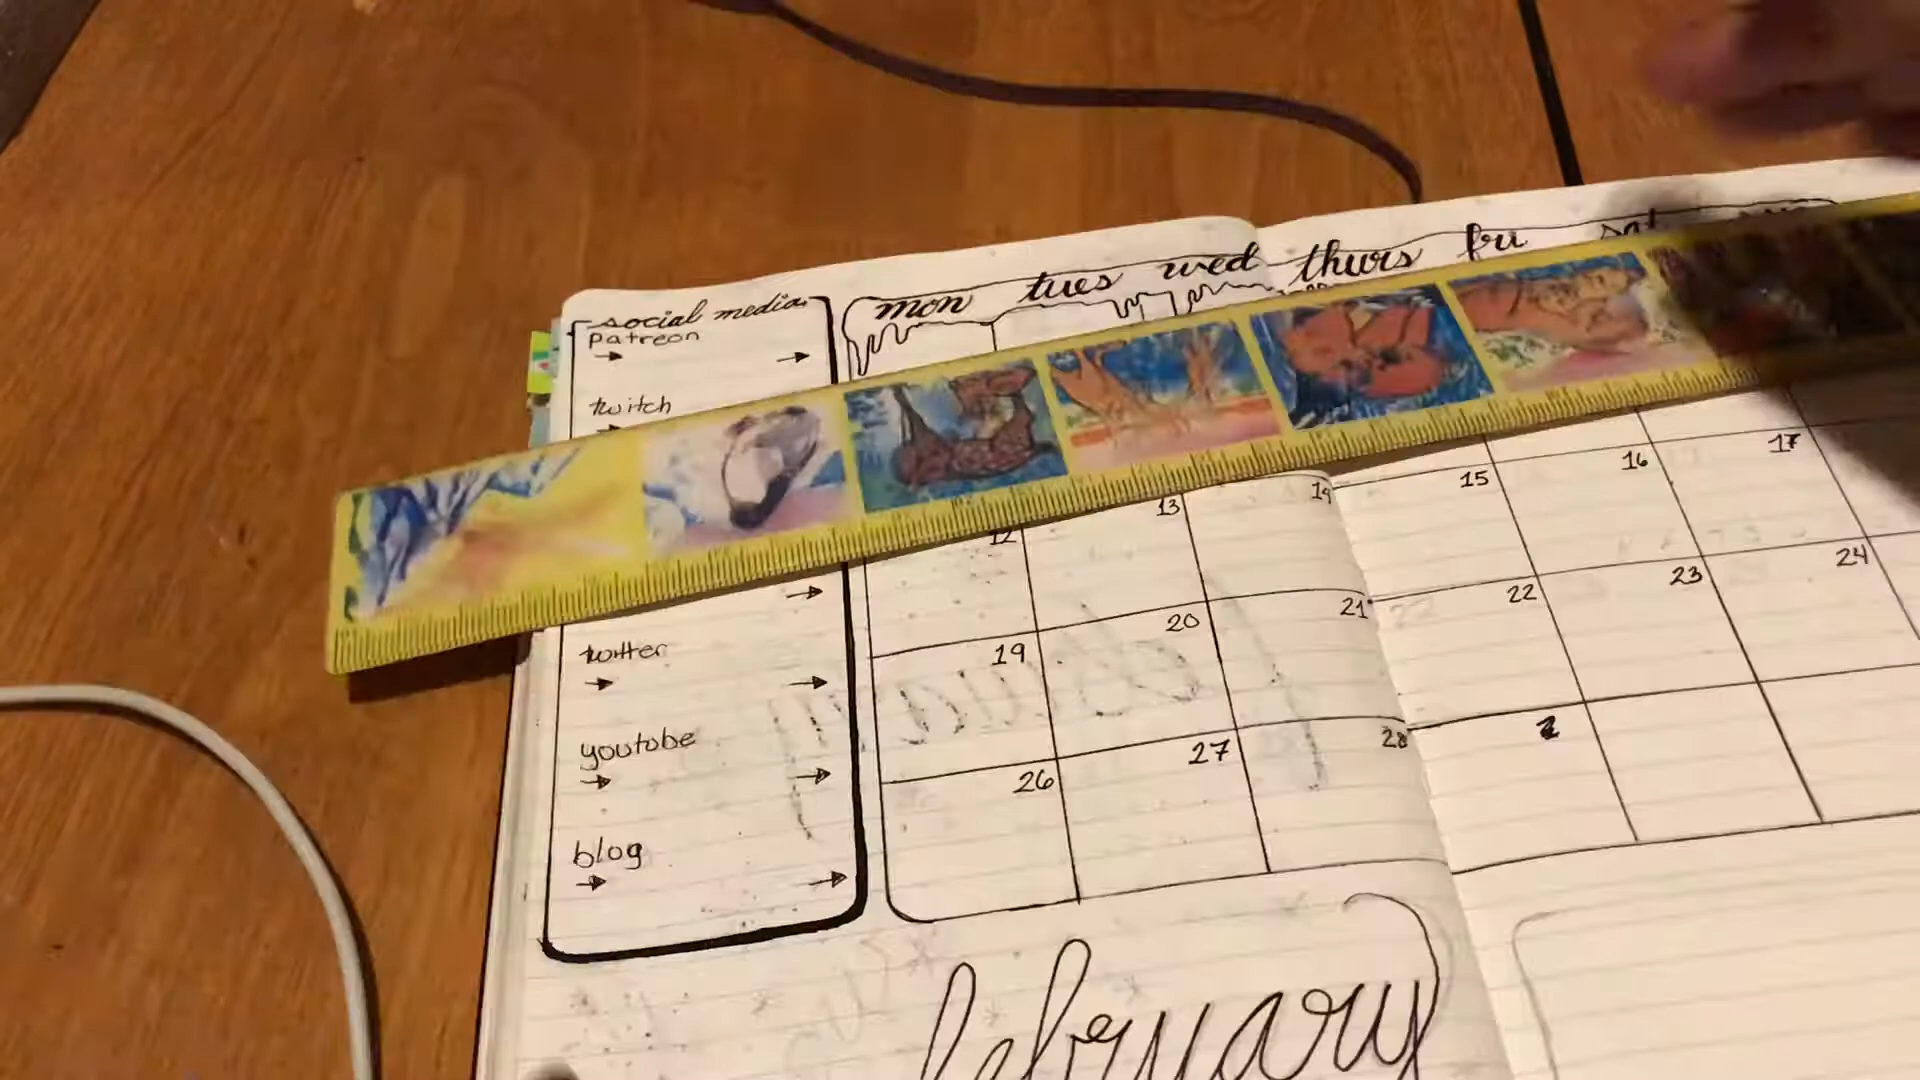 mon tues wed thurs fri sat
social media
patreon
twitch
12 13 14 15 16 17
twitter
19 20 21 22 23 24
youtube
26 27 28
blog
february